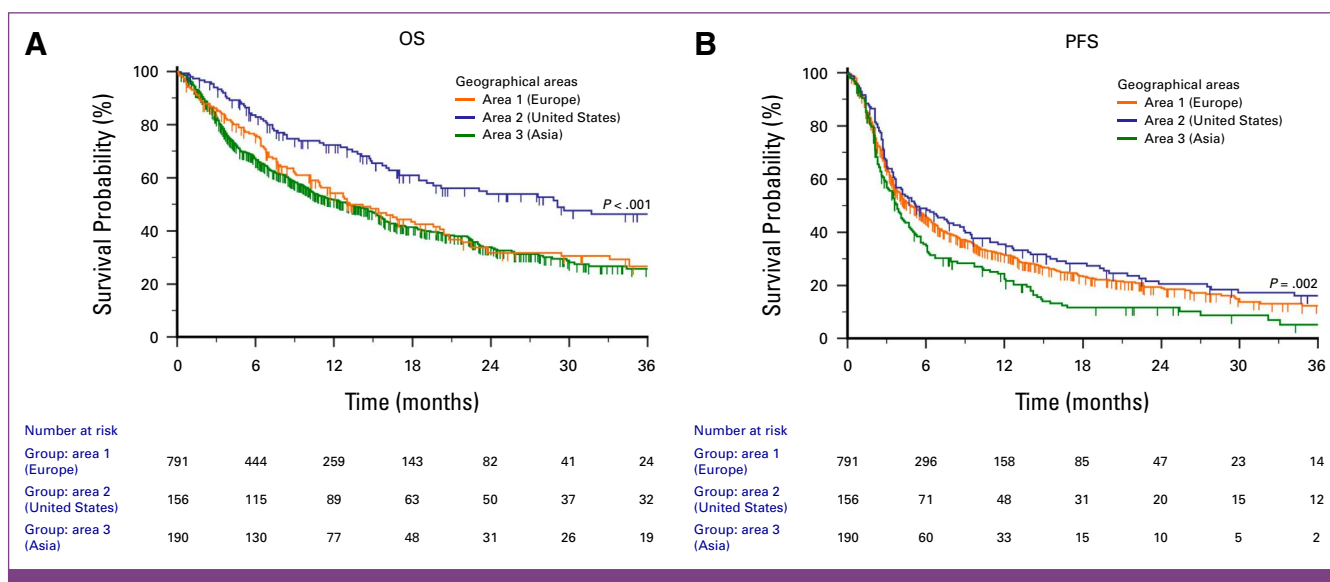 A
OS
Survival Probability (%)
100
80
60
40
20
0
Geographical areas
Area 1 (Europe)
Area 2 (United States)
Area 3 (Asia)
P < .001
0 6 12 18 24 30 36
Time (months)
Number at risk
Group: area 1
(Europe)
791 444 259 143 82 41 24
Group: area 2
(United States)
156 115 89 63 50 37 32
Group: area 3
(Asia)
190 130 77 48 31 26 19
B
PFS
Survival Probability (%)
100
80
60
40
20
0
Geographical areas
Area 1 (Europe)
Area 2 (United States)
Area 3 (Asia)
P = .002
0 6 12 18 24 30 36
Time (months)
Number at risk
Group: area 1
(Europe)
791 296 158 85 47 23 14
Group: area 2
(United States)
156 71 48 31 20 15 12
Group: area 3
(Asia)
190 60 33 15 10 5 2